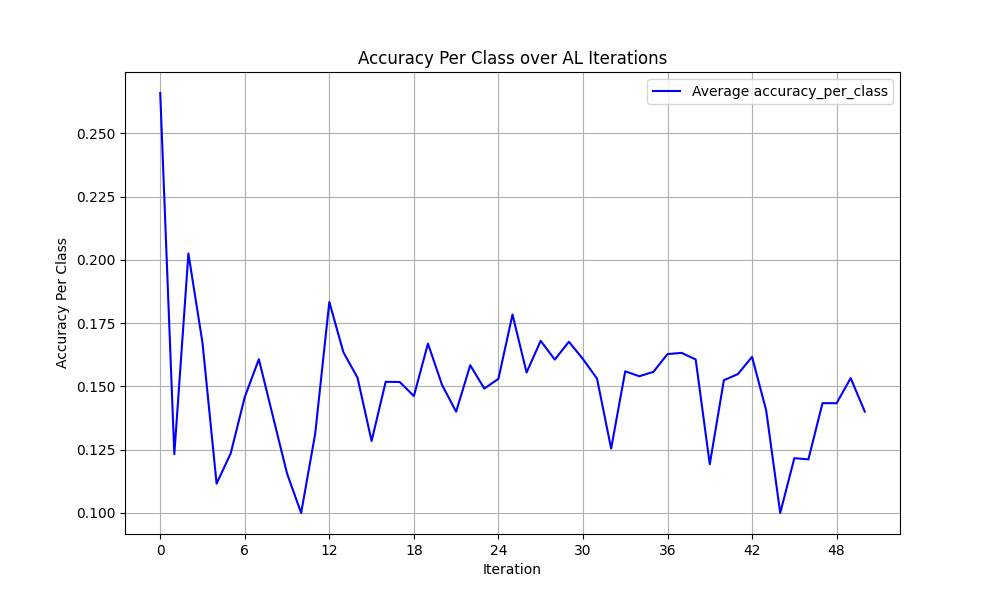 Accuracy Per Class over AL Iterations
Average accuracy_per_class
Accuracy Per Class
0.250
0.225
0.200
0.175
0.150
0.125
0.100
0 6 12 18 24 30 36 42 48
Iteration